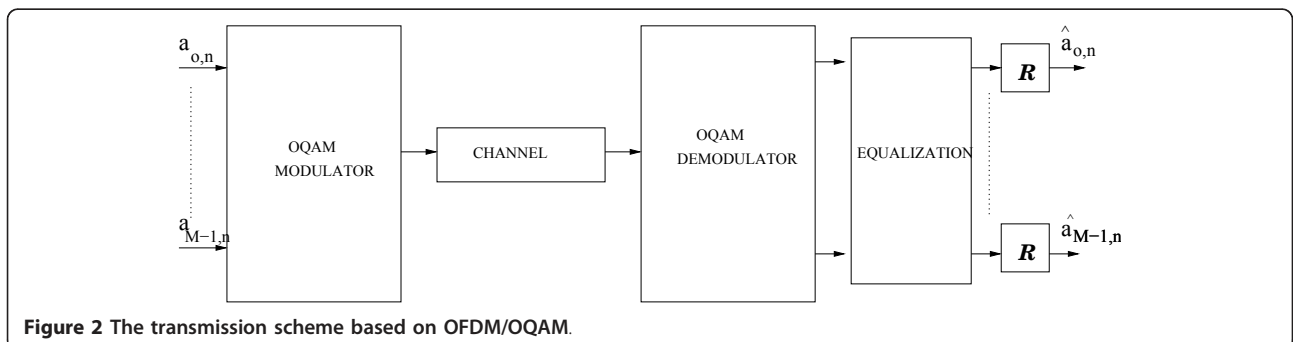 a o,n
OQAM
MODULATOR
a M−1,n
CHANNEL
OQAM
DEMODULATOR
EQUALIZATION
R
â o,n
R
â M−1,n
Figure 2 The transmission scheme based on OFDM/OQAM.